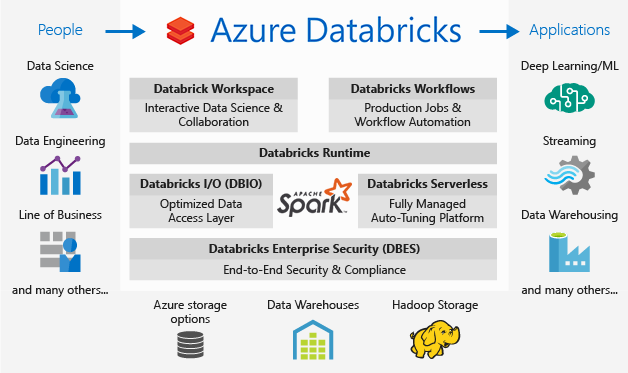 People
Azure Databricks
Applications
Data Science
Data Engineering
Line of Business
and many others...
Databrick Workspace
Interactive Data Science &
Collaboration
Databricks Workflows
Production Jobs &
Workflow Automation
Databricks Runtime
Databricks I/O (DBIO)
Optimized Data
Access Layer
APACHE
Spark™
Databricks Serverless
Fully Managed
Auto-Tuning Platform
Databricks Enterprise Security (DBES)
End-to-End Security & Compliance
Deep Learning/ML
Streaming
Data Warehousing
and many others...
Azure storage
options
Data Warehouses
Hadoop Storage